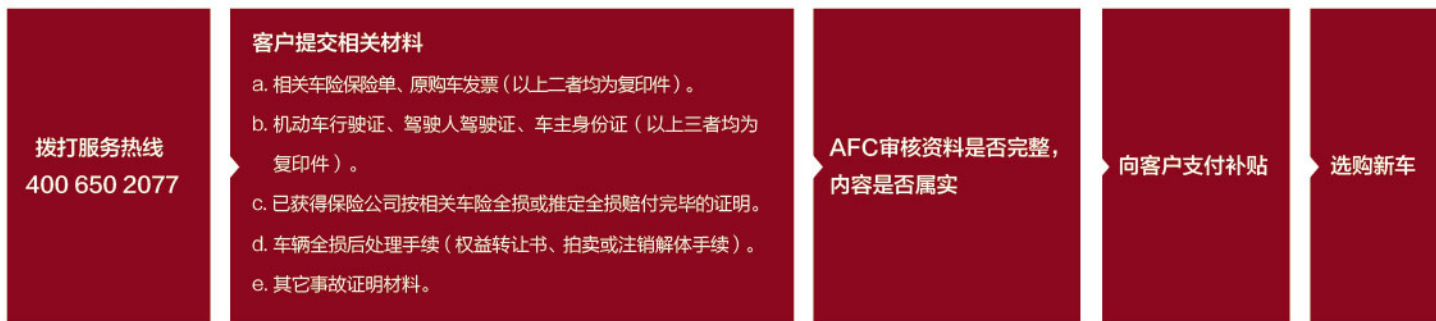 拨打服务热线
400 650 2077
客户提交相关材料
a. 相关车险保险单、原购车发票（以上二者均为复印件）。
b. 机动车行驶证、驾驶人驾驶证、车主身份证（以上三者均为
复印件）。
c. 已获得保险公司按相关车险全损或推定全损赔付完毕的证明。
d. 车辆全损后处理手续（权益转让书、拍卖或注销解体手续）。
e. 其它事故证明材料。
AFC审核资料是否完整，
内容是否属实
向客户支付补贴
选购新车